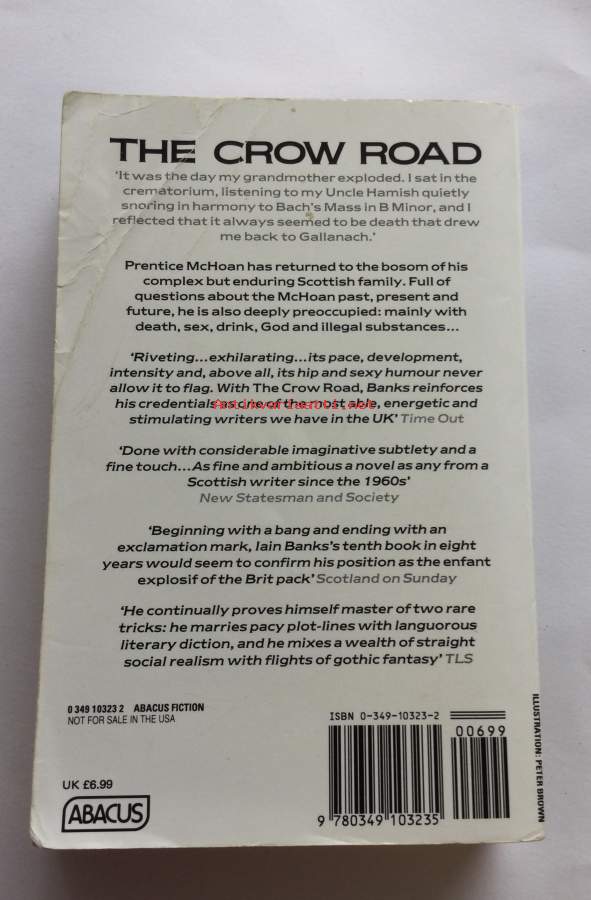 THE CROW ROAD
‘It was the day my grandmother exploded. I sat in the
crematorium, listening to my Uncle Hamish quietly
snoring in harmony to Bach's Mass in B Minor, and I
reflected that it always seemed to be death that drew
me back to Gallanach.’
Prentice McHoan has returned to the bosom of his
complex but enduring Scottish family. Full of
questions about the McHoan past, present and
future, he is also deeply preoccupied: mainly with
death, sex, drink, God and illegal substances...
‘Riveting...exhilarating...its pace, development,
intensity and, above all, its hip and sexy humour never
allow it to flag. With The Crow Road, Banks reinforces
his credentials as one of the most able, energetic and
Antikvariaatti.net
stimulating writers we have in the UK’ Time Out
‘Done with considerable imaginative subtlety and a
fine touch...As fine and ambitious a novel as any from a
Scottish writer since the 1960s’
New Statesman and Society
‘Beginning with a bang and ending with an
exclamation mark, Iain Banks's tenth book in eight
years would seem to confirm his position as the enfant
explosif of the Brit pack’ Scotland on Sunday
‘He continually proves himself master of two rare
tricks: he marries pacy plot-lines with languorous
literary diction, and he mixes a wealth of straight
social realism with flights of gothic fantasy’ TLS
0 349 10323 2 ABACUS FICTION
NOT FOR SALE IN THE USA
UK £6.99
ABACUS
ISBN 0-349-10323-2
00699
9 780349 103235
ILLUSTRATION: PETER BROWN